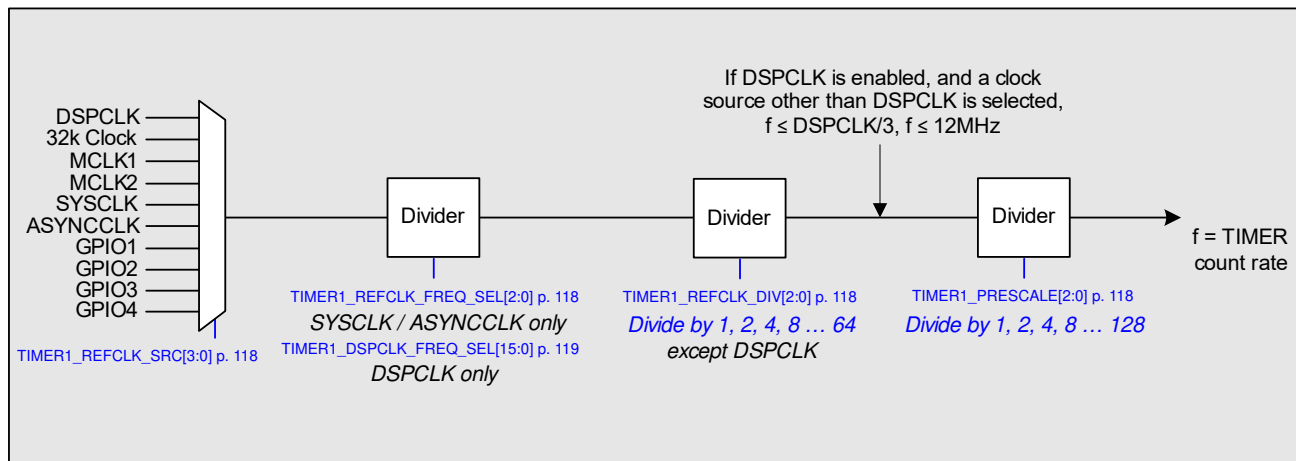 If DSPCLK is enabled, and a clock
source other than DSPCLK is selected,
f ≤ DSPCLK/3, f ≤ 12MHz
DSPCLK
32k Clock
MCLK1
MCLK2
SYSCLK
ASYNCCLK
GPIO1
GPIO2
GPIO3
GPIO4
TIMER1_REFCLK_SRC[3:0] p. 118
Divider
TIMER1_REFCLK_FREQ_SEL[2:0] p. 118
SYSCLK / ASYNCCLK only
TIMER1_DSPCLK_FREQ_SEL[15:0] p. 119
DSPCLK only
Divider
TIMER1_REFCLK_DIV[2:0] p. 118
Divide by 1, 2, 4, 8 … 64
except DSPCLK
Divider
TIMER1_PRESCALE[2:0] p. 118
Divide by 1, 2, 4, 8 … 128
f = TIMER
count rate